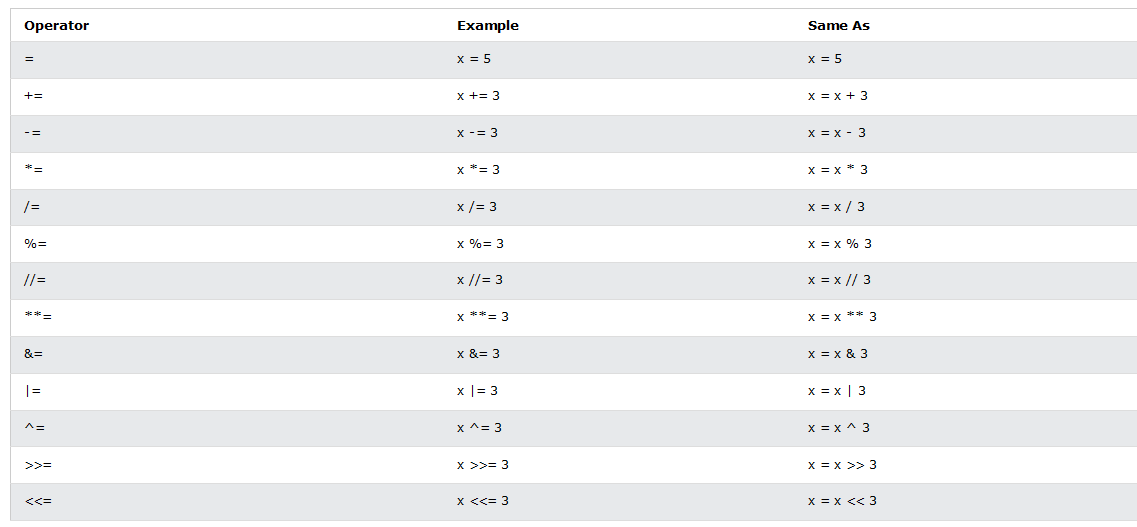 Operator Example Same As
= x = 5 x = 5
+= x += 3 x = x + 3
-= x -= 3 x = x - 3
*= x *= 3 x = x * 3
/= x /= 3 x = x / 3
%= x %= 3 x = x % 3
//= x //= 3 x = x // 3
**= x **= 3 x = x ** 3
&= x &= 3 x = x & 3
|= x |= 3 x = x | 3
^= x ^= 3 x = x ^ 3
>>= x >>= 3 x = x >> 3
<<= x <<= 3 x = x << 3